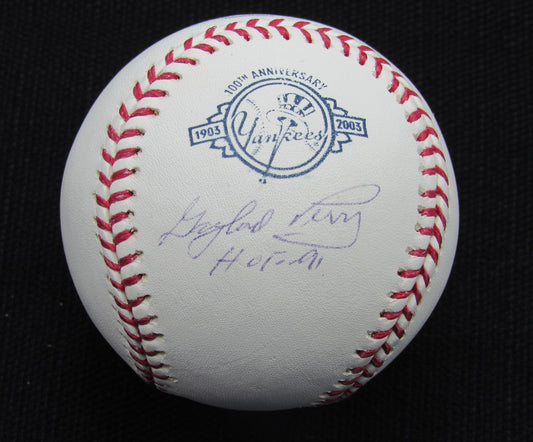 100TH ANNIVERSARY
1903 Yankees 2003
Gaylord Perry
HOF-91